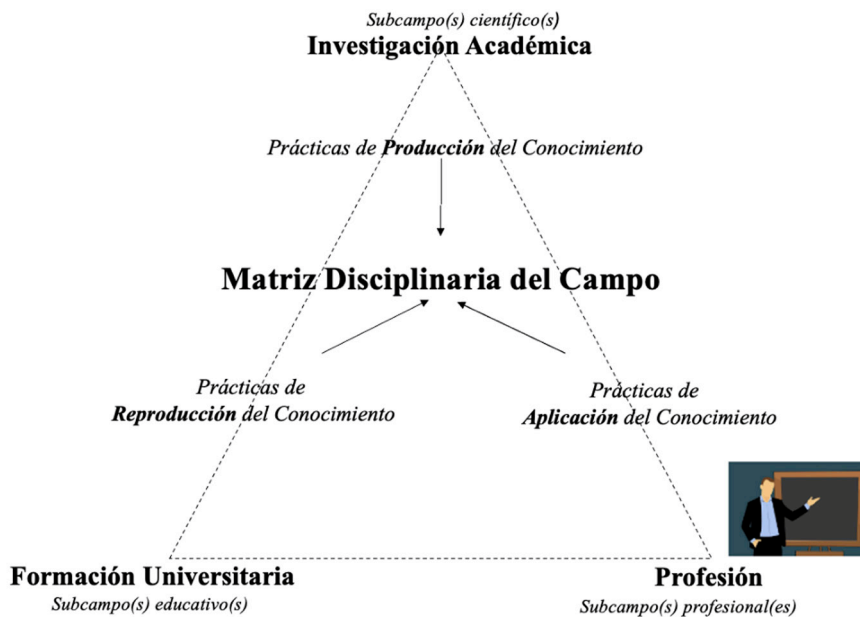 Subcampo(s) científico(s)
Investigación Académica
Prácticas de Producción del Conocimiento
Matriz Disciplinaria del Campo
Prácticas de
Reproducción del Conocimiento
Prácticas de
Aplicación del Conocimiento
Formación Universitaria
Subcampo(s) educativo(s)
Profesión
Subcampo(s) profesional(es)